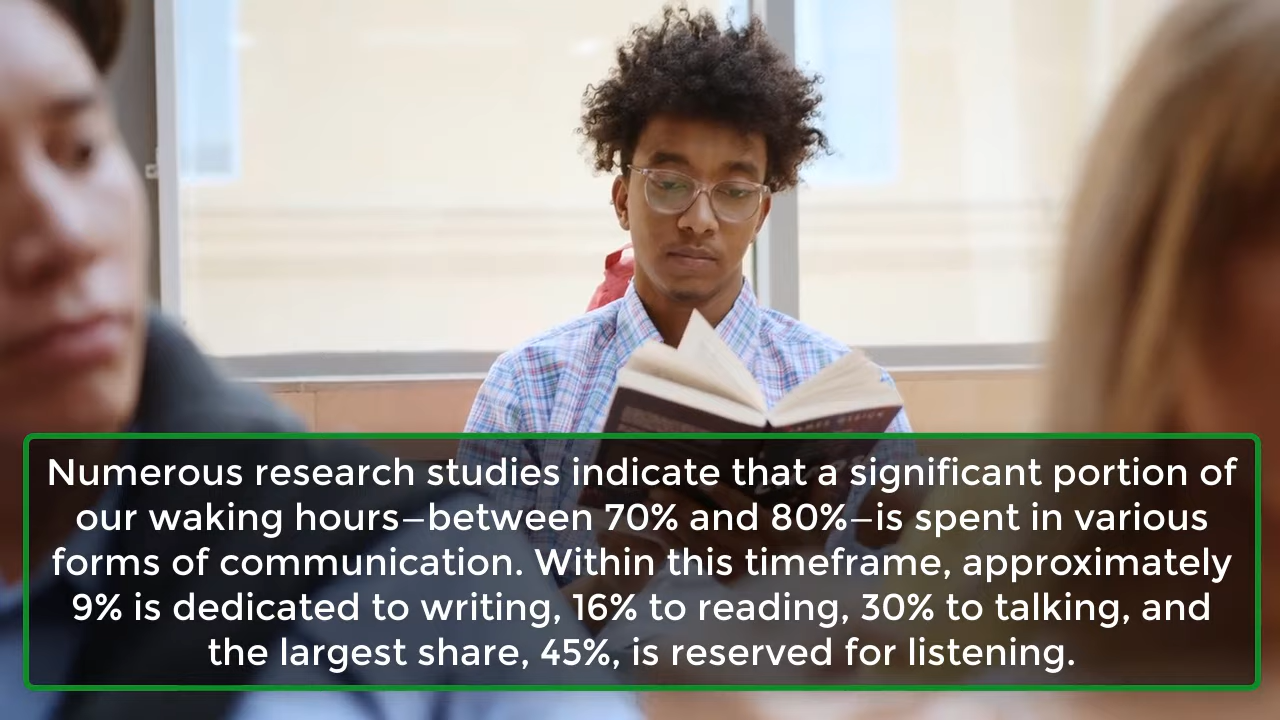 Numerous research studies indicate that a significant portion of
our waking hours—between 70% and 80%—is spent in various
forms of communication. Within this timeframe, approximately
9% is dedicated to writing, 16% to reading, 30% to talking, and
the largest share, 45%, is reserved for listening.